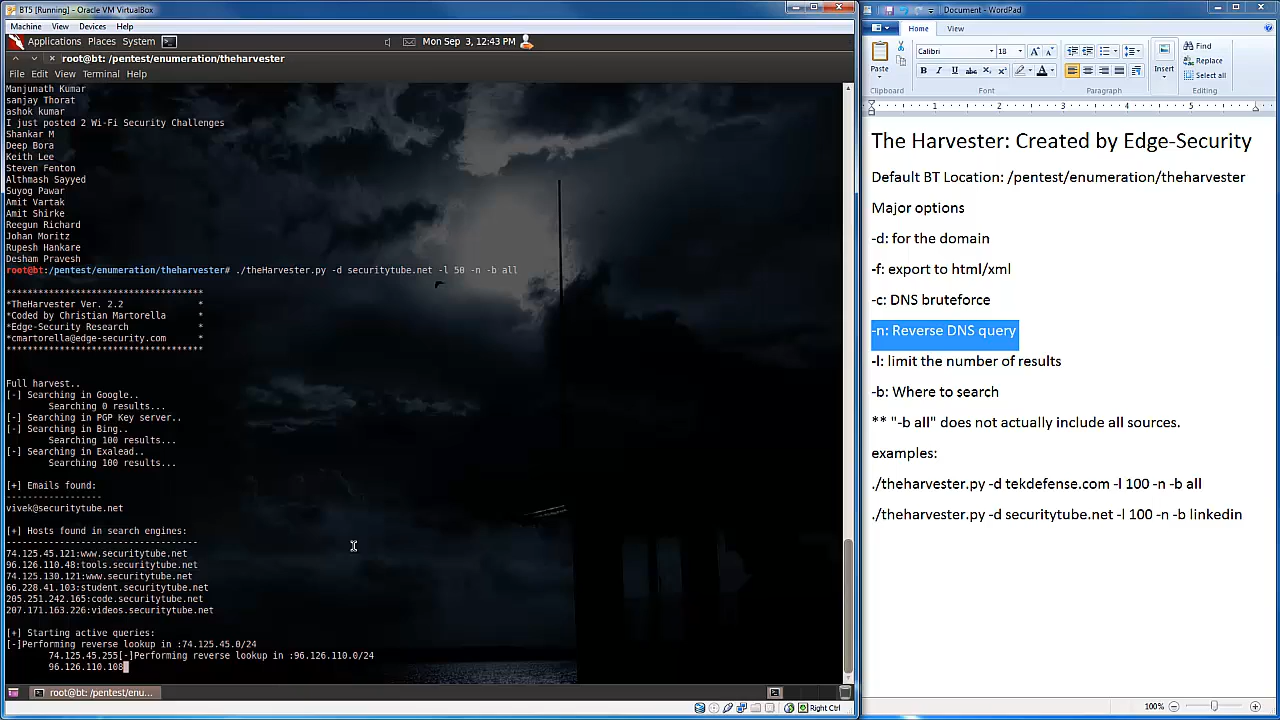 BT5 [Running] - Oracle VM VirtualBox
Machine View Devices Help
Applications Places System
Mon Sep 3, 12:43 PM
root@bt: /pentest/enumeration/theharvester
File Edit View Terminal Help
Manjunath Kumar
sanjay Thorat
ashok kumar
I just posted 2 Wi-Fi Security Challenges
Shankar M
Deep Bora
Keith Lee
Steven Fenton
Althmash Sayyed
Suyog Pawar
Amit Vartak
Amit Shirke
Reegun Richard
Johan Moritz
Rupesh Hankare
Desham Pravesh
root@bt:/pentest/enumeration/theharvester# ./theHarvester.py -d securitytube.net -l 50 -n -b all
*************************************
*TheHarvester Ver. 2.2 *
*Coded by Christian Martorella *
*Edge-Security Research *
*cmartorella@edge-security.com *
*************************************
Full harvest..
[-] Searching in Google..
Searching 0 results...
[-] Searching in PGP Key server..
[-] Searching in Bing..
Searching 100 results...
[-] Searching in Exalead..
Searching 100 results...
[+] Emails found:
------------------
vivek@securitytube.net
[+] Hosts found in search engines:
------------------------------------
74.125.45.121:www.securitytube.net
96.126.110.48:tools.securitytube.net
74.125.130.121:www.securitytube.net
66.228.41.103:student.securitytube.net
205.251.242.165:code.securitytube.net
207.171.163.226:videos.securitytube.net
[+] Starting active queries:
[-]Performing reverse lookup in :74.125.45.0/24
74.125.45.255[-]Performing reverse lookup in :96.126.110.0/24
96.126.110.108
root@bt: /pentest/enu...
Right Ctrl
Document - WordPad
Home View
Paste
Clipboard
Calibri 18
Font
Paragraph
Insert
Find
Replace
Select all
Editing
1 2 3 4 5
The Harvester: Created by Edge-Security
Default BT Location: /pentest/enumeration/theharvester
Major options
-d: for the domain
-f: export to html/xml
-c: DNS bruteforce
-n: Reverse DNS query
-l: limit the number of results
-b: Where to search
** "-b all" does not actually include all sources.
examples:
./theharvester.py -d tekdefense.com -l 100 -n -b all
./theharvester.py -d securitytube.net -l 100 -n -b linkedin
100%